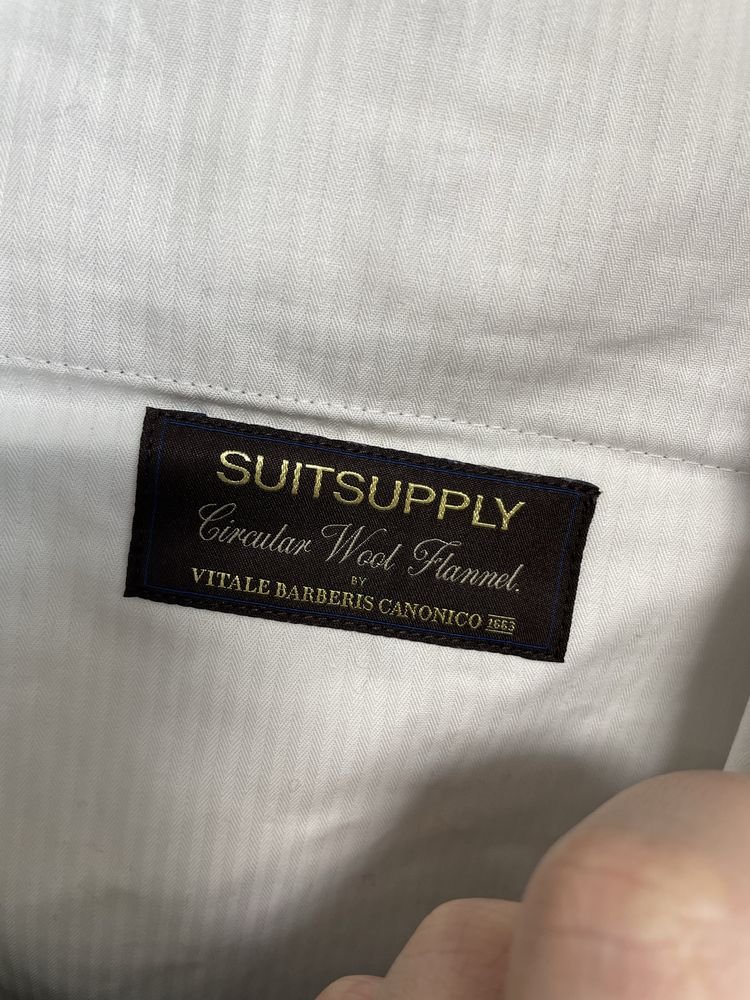 SUITSUPPLY
Circular Wool Flannel.
BY
VITALE BARBERIS CANONICO 1663